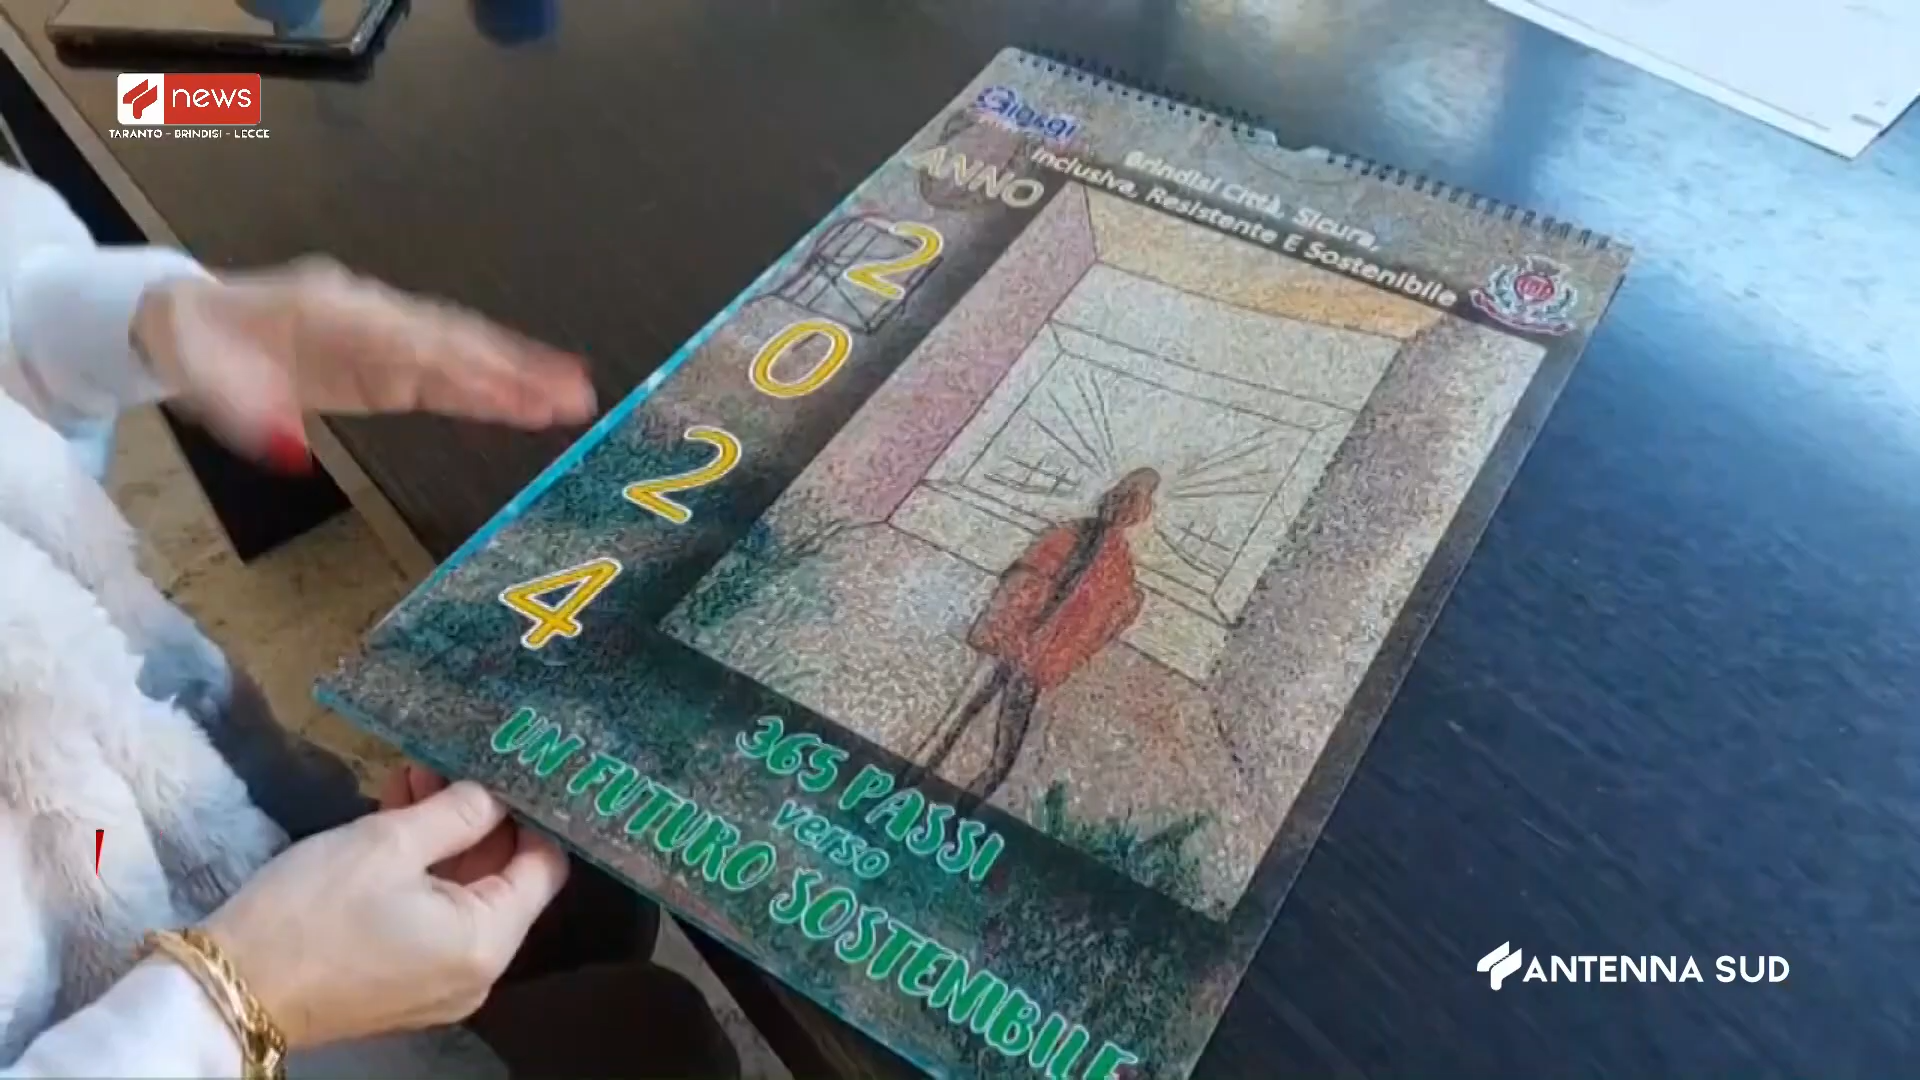 news
TARANTO - BRINDISI - LECCE
Brindisi Città, Sicura,
Inclusiva, Resistente E Sostenibile
ANNO
2
0
2
4
365 PASSI
verso
UN FUTURO SOSTENIBILE
ANTENNA SUD